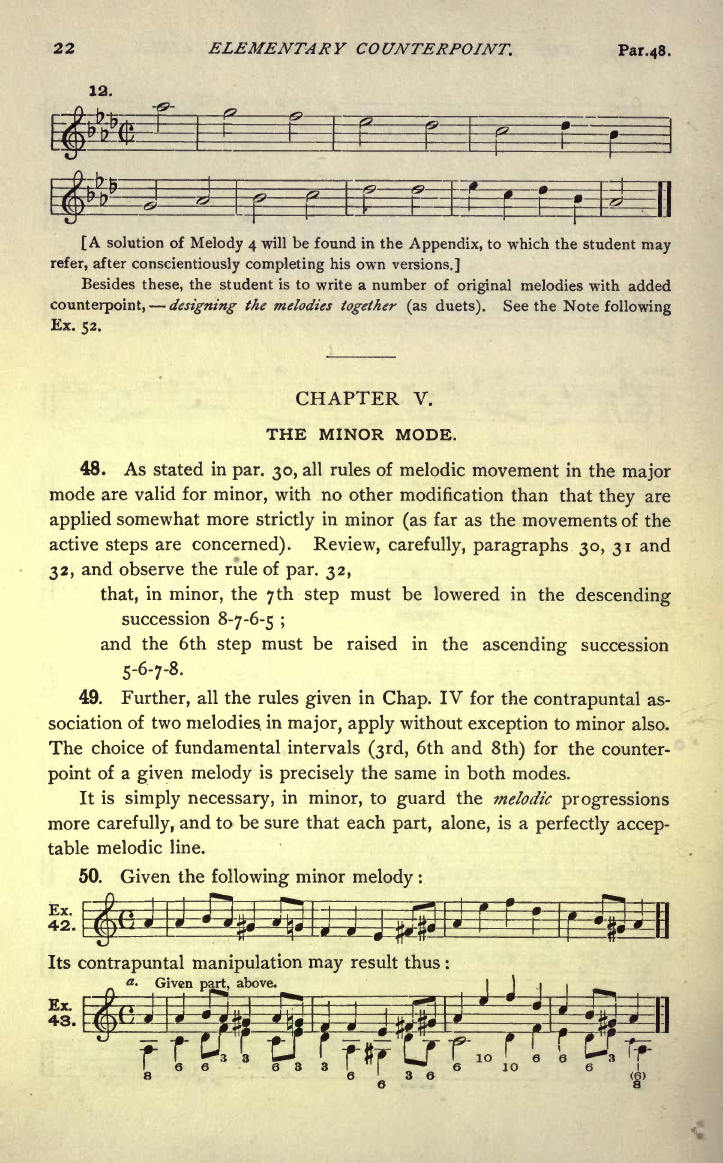 22 ELEMENTARY COUNTERPOINT. Par.48.
12.
[A solution of Melody 4 will be found in the Appendix, to which the student may
refer, after conscientiously completing his own versions.]
Besides these, the student is to write a number of original melodies with added
counterpoint, — designing the melodies together (as duets). See the Note following
Ex. 52.
CHAPTER V.
THE MINOR MODE.
48. As stated in par. 30, all rules of melodic movement in the major
mode are valid for minor, with no other modification than that they are
applied somewhat more strictly in minor (as far as the movements of the
active steps are concerned). Review, carefully, paragraphs 30, 31 and
32, and observe the rule of par. 32,
that, in minor, the 7th step must be lowered in the descending
succession 8-7-6-5 ;
and the 6th step must be raised in the ascending succession
5-6-7-8.
49. Further, all the rules given in Chap. IV for the contrapuntal as-
sociation of two melodies in major, apply without exception to minor also.
The choice of fundamental intervals (3rd, 6th and 8th) for the counter-
point of a given melody is precisely the same in both modes.
It is simply necessary, in minor, to guard the melodic progressions
more carefully, and to be sure that each part, alone, is a perfectly accep-
table melodic line.
50. Given the following minor melody :
Ex.
42.
Its contrapuntal manipulation may result thus :
a. Given part, above.
Ex.
43.
8 6 6 3 3 6 3 3 6 6 3 6 6 10 10 6 6 6 3 (6)
8